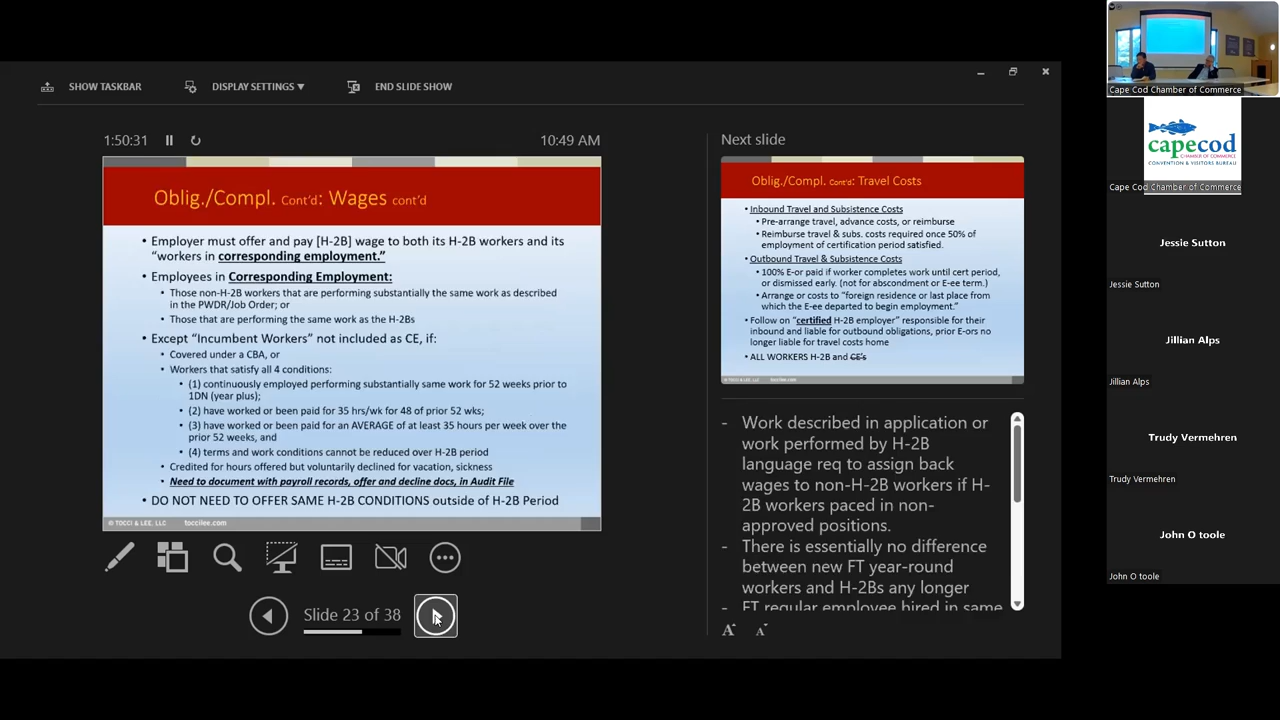 SHOW TASKBAR
DISPLAY SETTINGS ▾
END SLIDE SHOW
1:50:31
10:49 AM
Oblig./Compl. Cont'd: Wages cont'd
• Employer must offer and pay [H-2B] wage to both its H-2B workers and its
"workers in corresponding employment."
• Employees in Corresponding Employment:
• Those non-H-2B workers that are performing substantially the same work as described
in the PWDR/Job Order; or
• Those that are performing the same work as the H-2Bs
• Except "Incumbent Workers" not included as CE, if:
• Covered under a CBA, or
• Workers that satisfy all 4 conditions:
• (1) continuously employed performing substantially same work for 52 weeks prior to
1DN (year plus);
• (2) have worked or been paid for 35 hrs/wk for 48 of prior 52 wks;
• (3) have worked or been paid for an AVERAGE of at least 35 hours per week over the
prior 52 weeks, and
• (4) terms and work conditions cannot be reduced over H-2B period
• Credited for hours offered but voluntarily declined for vacation, sickness
• Need to document with payroll records, offer and decline docs, in Audit File
• DO NOT NEED TO OFFER SAME H-2B CONDITIONS outside of H-2B Period
© TOCCI & LEE, LLC toccilee.com
Slide 23 of 38
Next slide
Oblig./Compl. Cont'd: Travel Costs
• Inbound Travel and Subsistence Costs
• Pre-arrange travel, advance costs, or reimburse
• Reimburse travel & subs. costs required once 50% of
employment of certification period satisfied.
• Outbound Travel & Subsistence Costs
• 100% E-or paid if worker completes work until cert period,
or dismissed early. (not for abscondment or E-ee term.)
• Arrange or costs to "foreign residence or last place from
which the E-ee departed to begin employment."
• Follow on "certified H-2B employer" responsible for their
inbound and liable for outbound obligations, prior E-ors no
longer liable for travel costs home
• ALL WORKERS H-2B and CE's
© TOCCI & LEE, LLC toccilee.com
- Work described in application or
work performed by H-2B
language req to assign back
wages to non-H-2B workers if H-
2B workers paced in non-
approved positions.
- There is essentially no difference
between new FT year-round
workers and H-2Bs any longer
- FT regular employee hired in same
A A
Cape Cod Chamber of Commerce
cape cod
CHAMBER OF COMMERCE
CONVENTION & VISITORS BUREAU
Cape Cod Chamber of Commerce
Jessie Sutton
Jessie Sutton
Jillian Alps
Jillian Alps
Trudy Vermehren
Trudy Vermehren
John O toole
John O toole